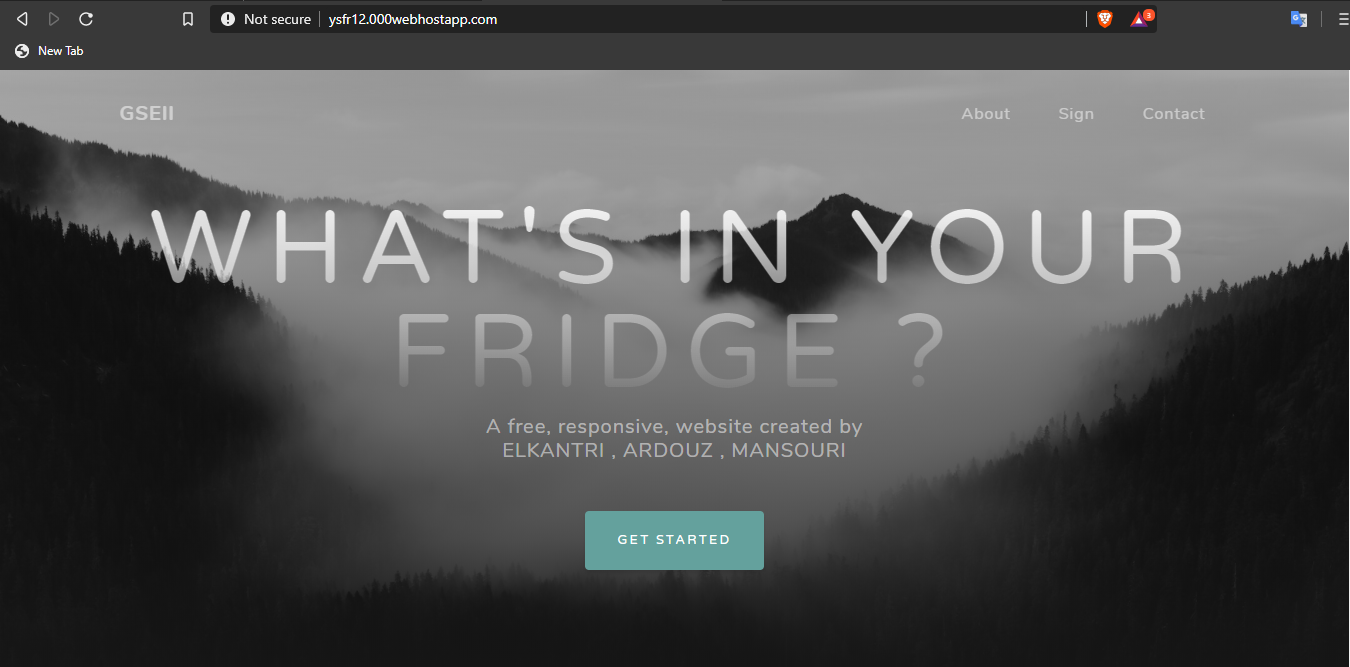 Not secure ysfr12.000webhostapp.com
3
New Tab
GSEII About Sign Contact
WHAT'S IN YOUR
FRIDGE ?
A free, responsive, website created by
ELKANTRI , ARDOUZ , MANSOURI
GET STARTED